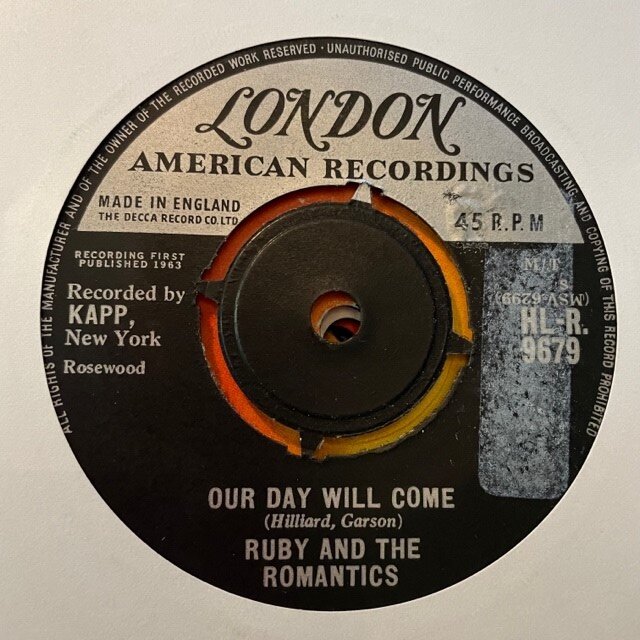 ALL RIGHTS OF THE MANUFACTURER AND OF THE OWNER OF THE RECORDED WORK RESERVED · UNAUTHORISED PUBLIC PERFORMANCE BROADCASTING AND COPYING OF THIS RECORD PROHIBITED
LONDON
AMERICAN RECORDINGS
MADE IN ENGLAND
THE DECCA RECORD CO. LTD
45 R.P.M
RECORDING FIRST
PUBLISHED 1963
Recorded by
KAPP,
New York
Rosewood
M/T
S
(MSV-6299)
HL-R.
9679
OUR DAY WILL COME
(Hilliard, Garson)
RUBY AND THE
ROMANTICS